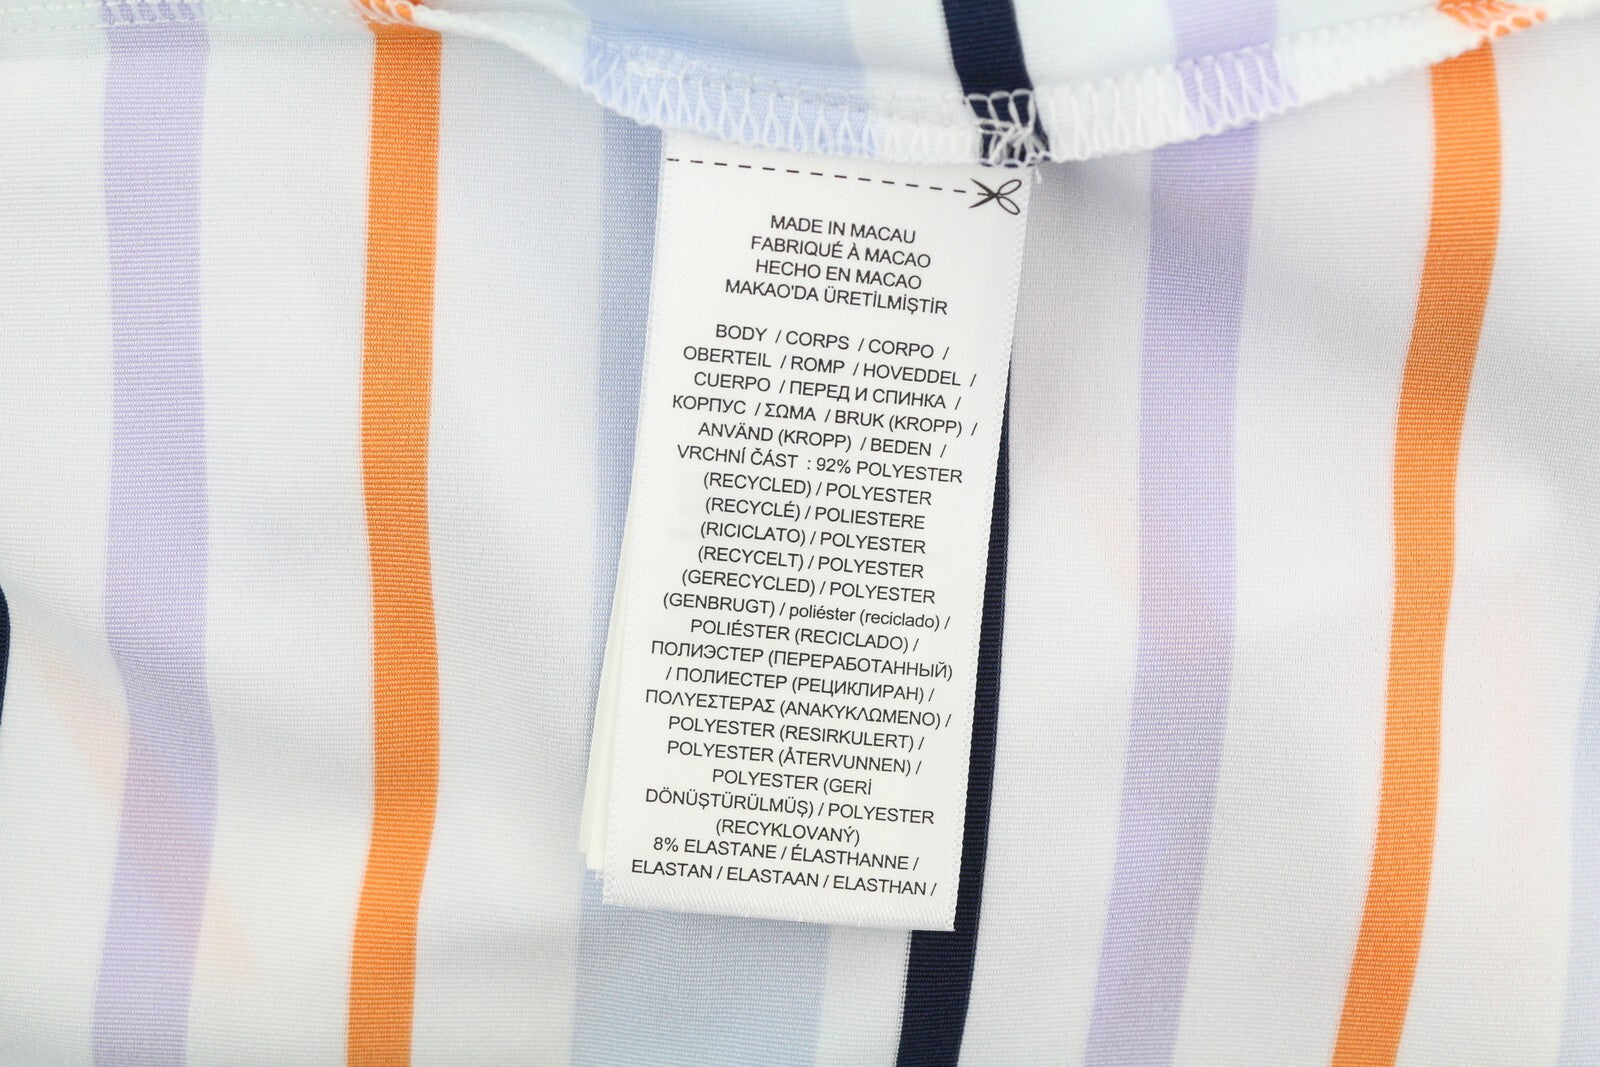 MADE IN MACAU
FABRIQUÉ À MACAO
HECHO EN MACAO
MAKAO'DA ÜRETİLMİŞTİR
BODY / CORPS / CORPO /
OBERTEIL / ROMP / HOVEDDEL /
CUERPO / ПЕРЕД И СПИНКА /
КОРПУС / ΣΩΜΑ / BRUK (KROPP) /
ANVÄND (KROPP) / BEDEN /
VRCHNÍ ČÁST : 92% POLYESTER
(RECYCLED) / POLYESTER
(RECYCLÉ) / POLIESTERE
(RICICLATO) / POLYESTER
(RECYCELT) / POLYESTER
(GERECYCLED) / POLYESTER
(GENBRUGT) / poliéster (reciclado) /
POLIÉSTER (RECICLADO) /
ПОЛИЭСТЕР (ПЕРЕРАБОТАННЫЙ)
/ ПОЛИЕСТЕР (РЕЦИКЛИРАН) /
ΠΟΛΥΕΣΤΕΡΑΣ (ΑΝΑΚΥΚΛΩΜΕΝΟ) /
POLYESTER (RESIRKULERT) /
POLYESTER (ÅTERVUNNEN) /
POLYESTER (GERİ
DÖNÜŞTÜRÜLMÜŞ) / POLYESTER
(RECYKLOVANÝ)
8% ELASTANE / ÉLASTHANNE /
ELASTAN / ELASTAAN / ELASTHAN /